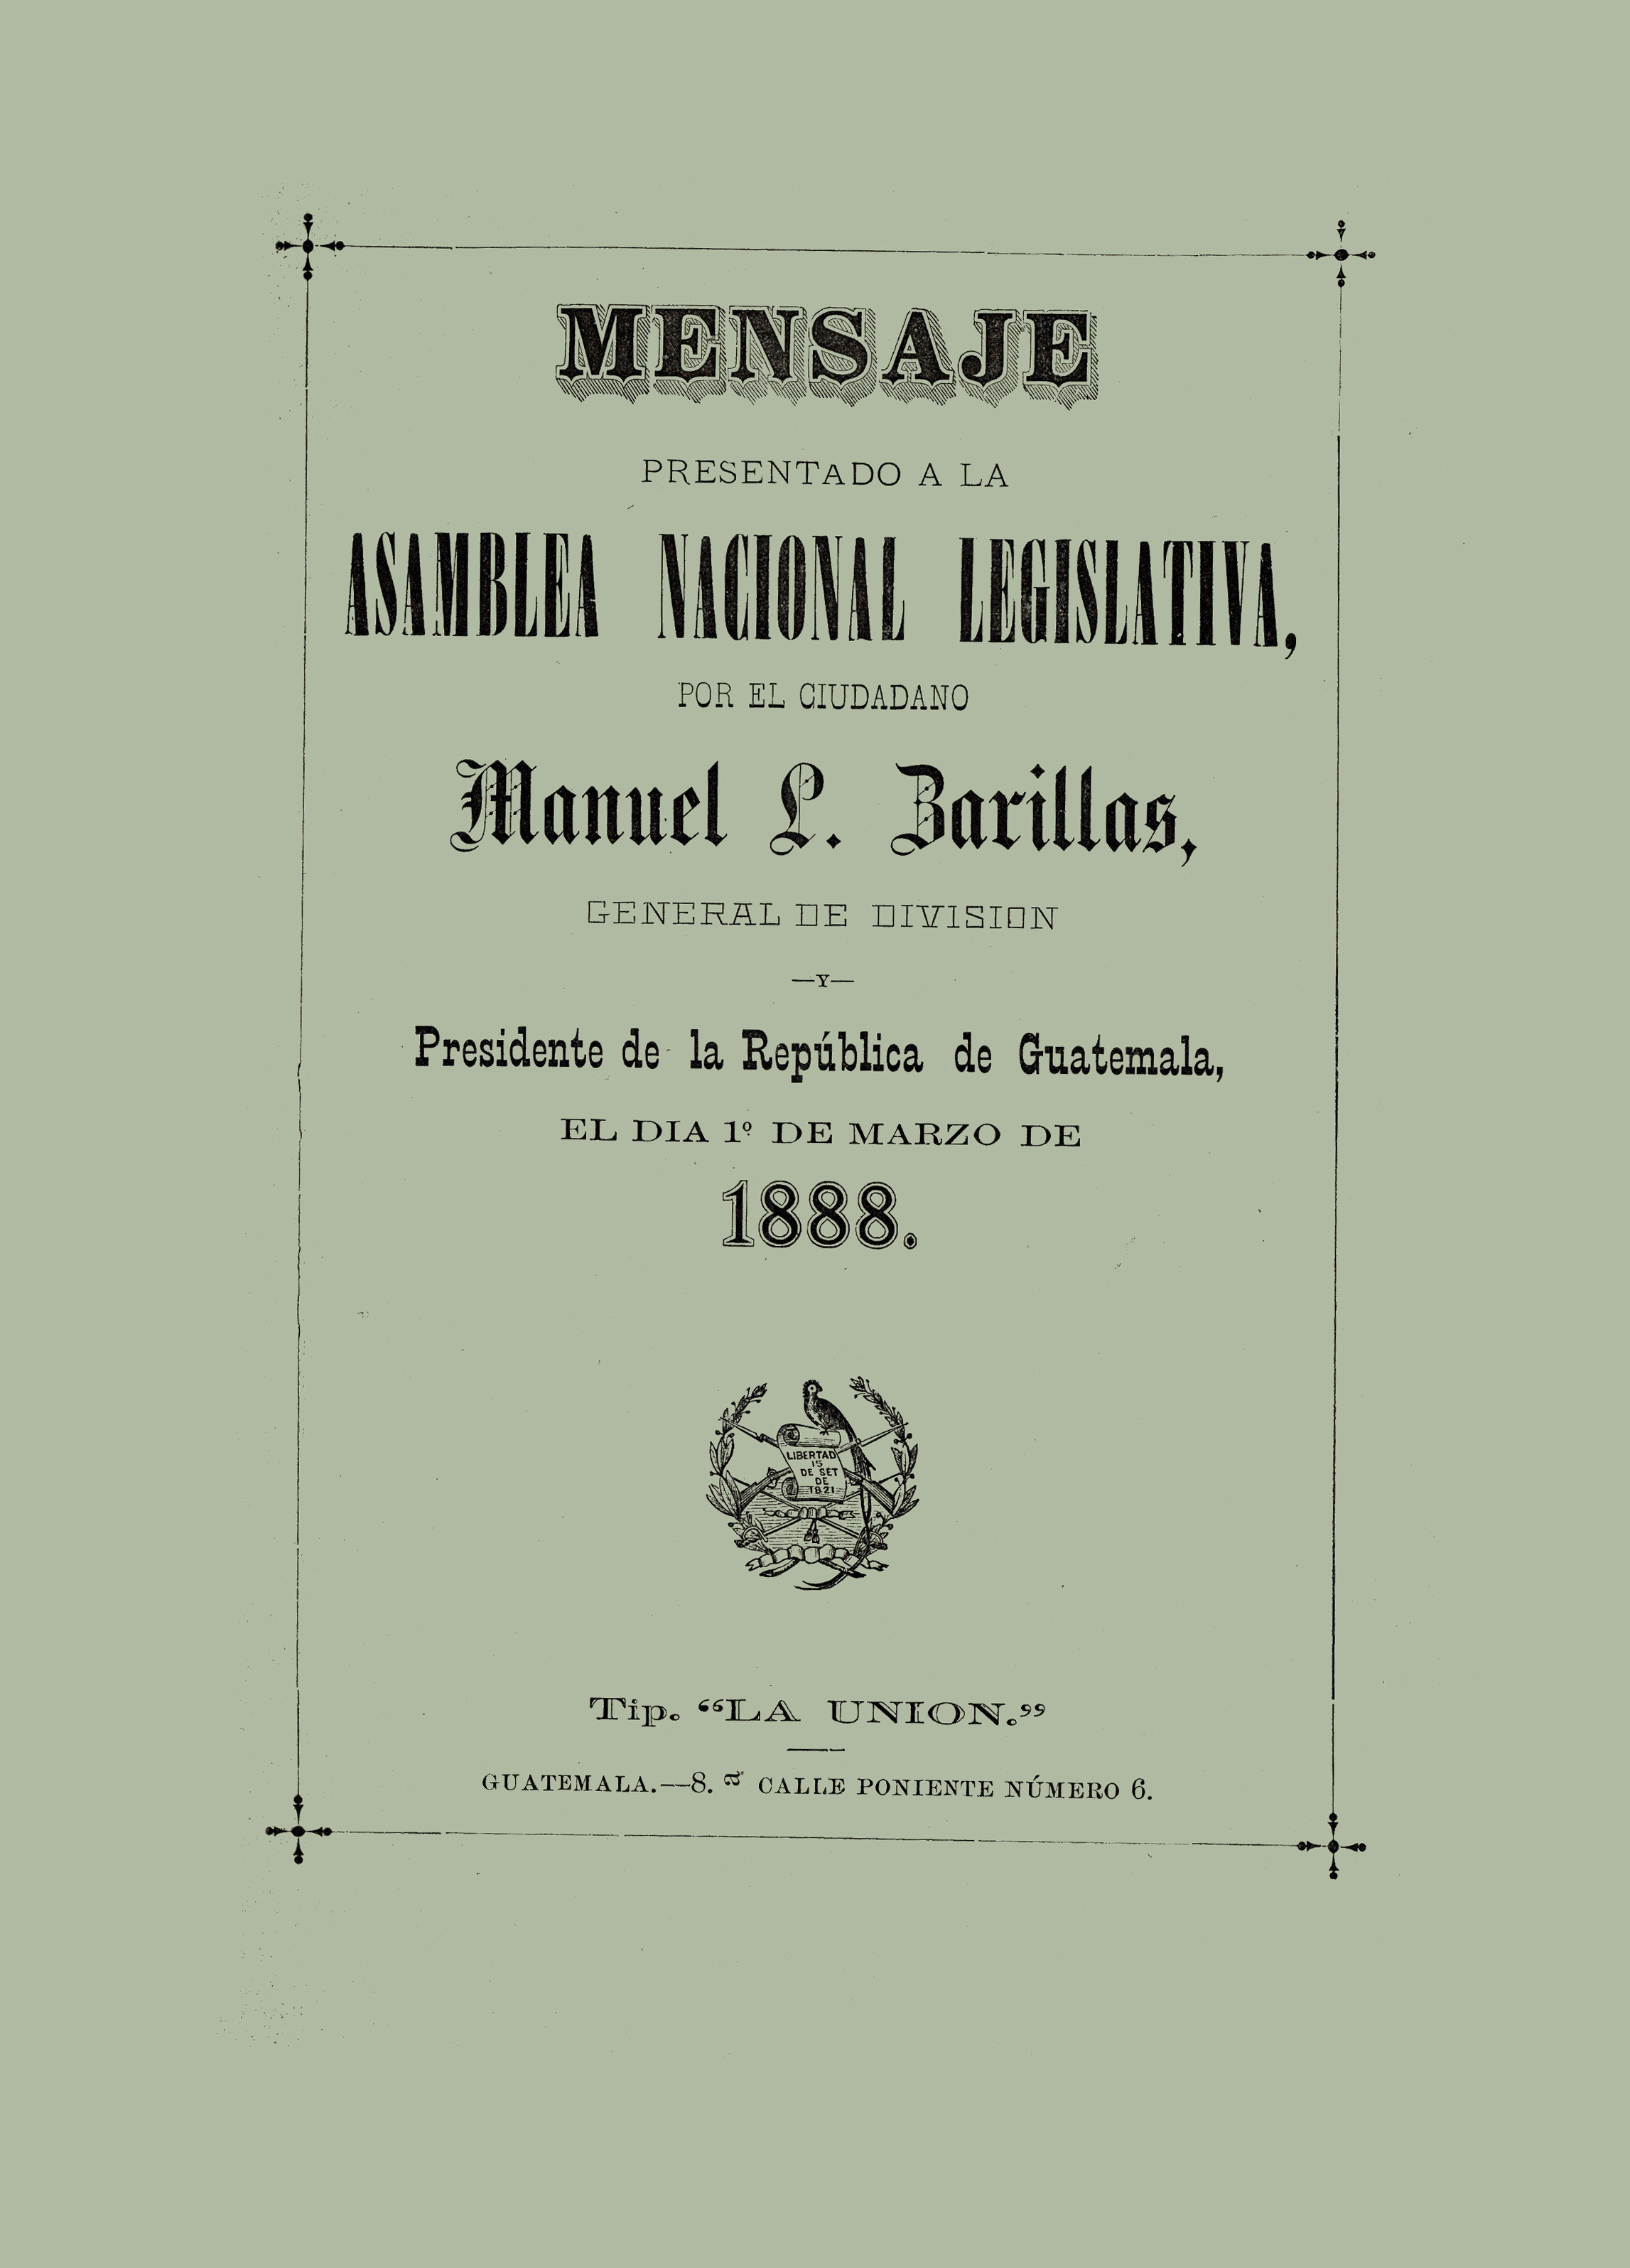 MENSAJE
PRESENTADO A LA
ASAMBLEA NACIONAL LEGISLATIVA,
POR EL CIUDADANO
Manuel L. Barillas,
GENERAL DE DIVISION
—Y—
Presidente de la República de Guatemala,
EL DIA 1º DE MARZO DE
1888.
LIBERTAD
15
DE SET
DE
1821
Tip. “LA UNION.”
GUATEMALA.—8.ª CALLE PONIENTE NÚMERO 6.